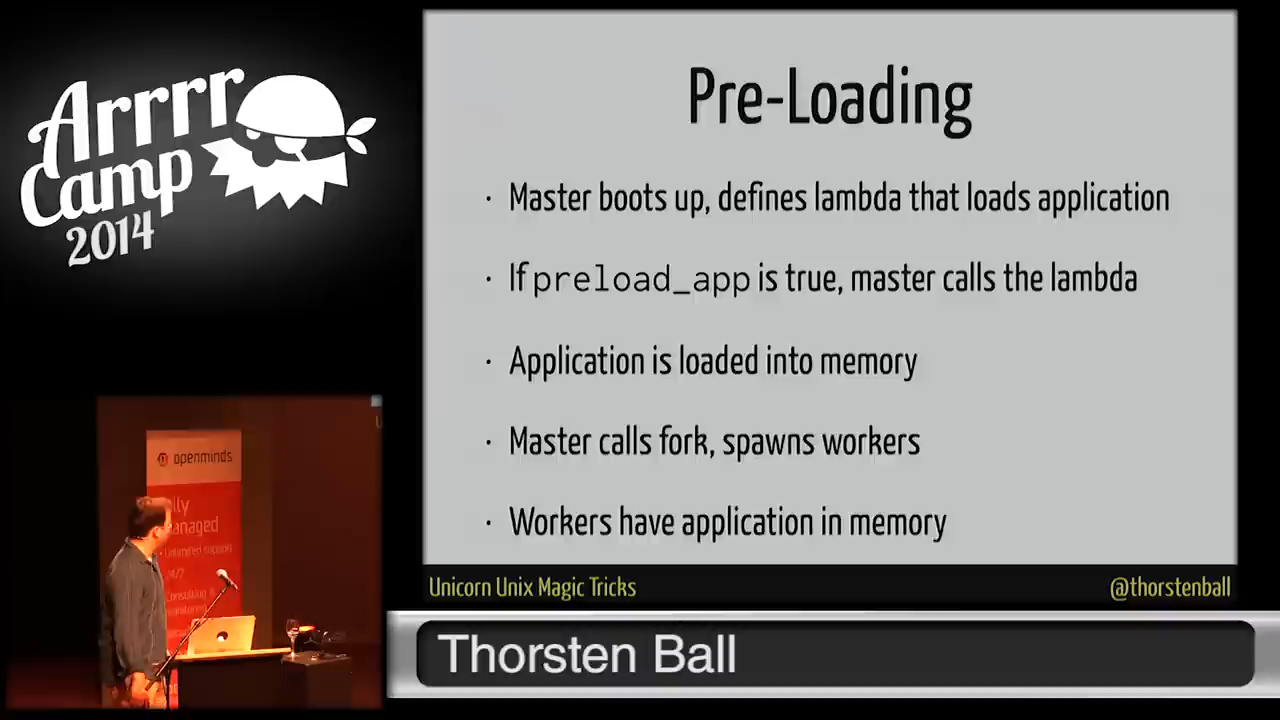 Arrrr
Camp
2014
Pre-Loading
· Master boots up, defines lambda that loads application
· If preload_app is true, master calls the lambda
· Application is loaded into memory
· Master calls fork, spawns workers
· Workers have application in memory
Unicorn Unix Magic Tricks
@thorstenball
Thorsten Ball
openminds
24/7